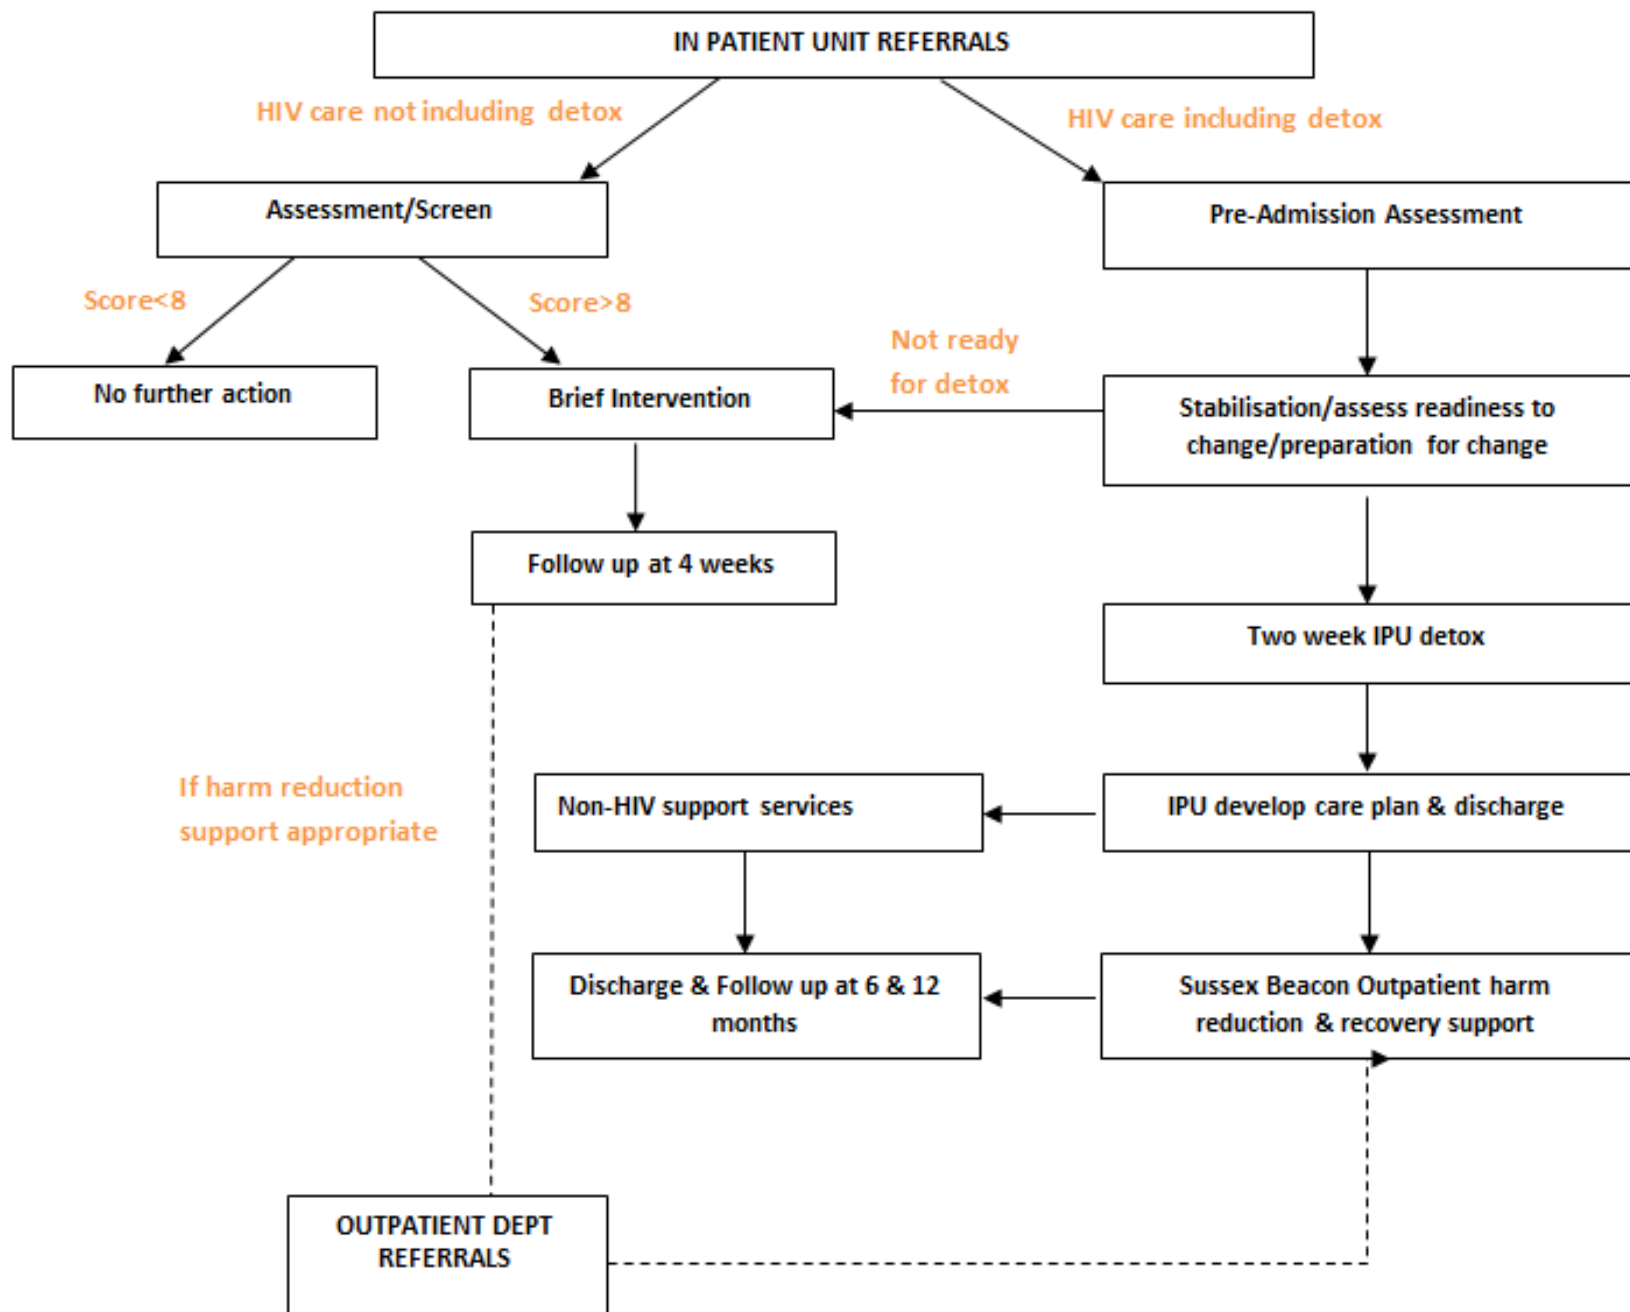 IN PATIENT UNIT REFERRALS
HIV care not including detox
HIV care including detox
Assessment/Screen
Pre-Admission Assessment
Score<8
Score>8
No further action
Brief Intervention
Not ready
for detox
Stabilisation/assess readiness to
change/preparation for change
Follow up at 4 weeks
Two week IPU detox
If harm reduction
support appropriate
Non-HIV support services
IPU develop care plan & discharge
Discharge & Follow up at 6 & 12
months
Sussex Beacon Outpatient harm
reduction & recovery support
OUTPATIENT DEPT
REFERRALS